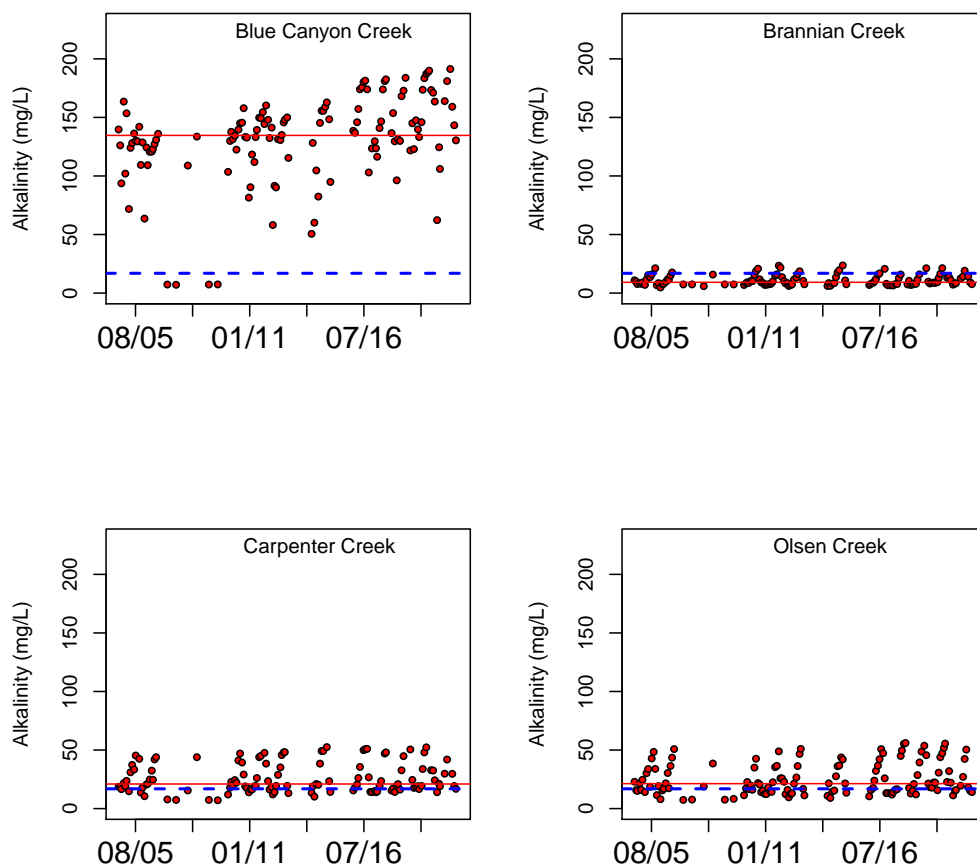 Blue Canyon Creek
Alkalinity (mg/L)
200
150
100
50
0
08/05 01/11 07/16
Brannian Creek
Alkalinity (mg/L)
200
150
100
50
0
08/05 01/11 07/16
Carpenter Creek
Alkalinity (mg/L)
200
150
100
50
0
08/05 01/11 07/16
Olsen Creek
Alkalinity (mg/L)
200
150
100
50
0
08/05 01/11 07/16